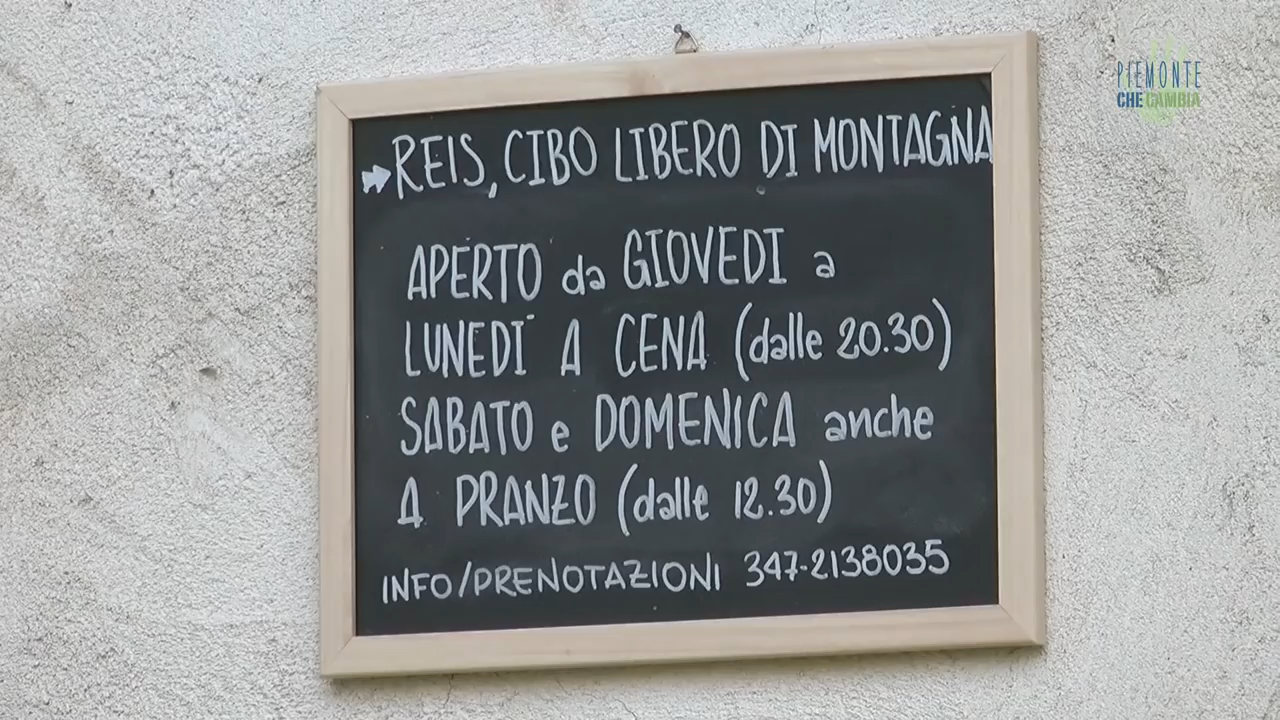 PIEMONTE
CHE CAMBIA
REIS, CIBO LIBERO DI MONTAGNA
APERTO da GIOVEDI a
LUNEDI A CENA (dalle 20.30)
SABATO e DOMENICA anche
A PRANZO (dalle 12.30)
INFO/PRENOTAZIONI 347-2138035